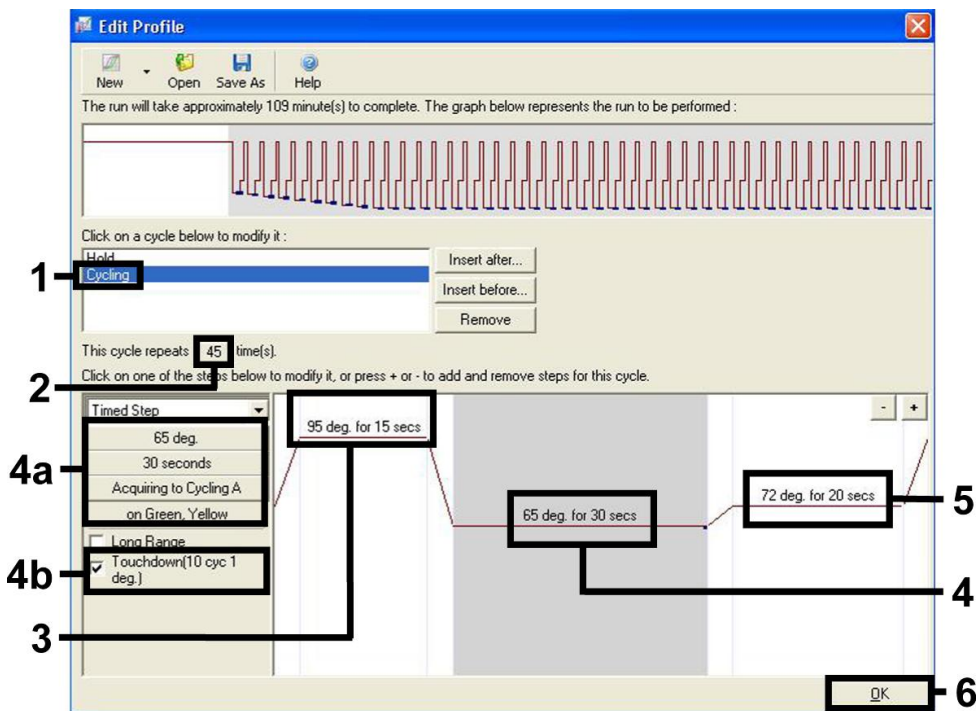 Edit Profile
New Open Save As Help
The run will take approximately 109 minute(s) to complete. The graph below represents the run to be performed :
Click on a cycle below to modify it :
Hold
1 Cycling
Insert after...
Insert before...
Remove
This cycle repeats 45 time(s).
2
Click on one of the steps below to modify it, or press + or - to add and remove steps for this cycle.
Timed Step
- +
4a
65 deg.
30 seconds
Acquiring to Cycling A
on Green, Yellow
Long Range
4b
Touchdown(10 cyc 1
deg.)
95 deg. for 15 secs
3
65 deg. for 30 secs
4
72 deg. for 20 secs
5
OK
6